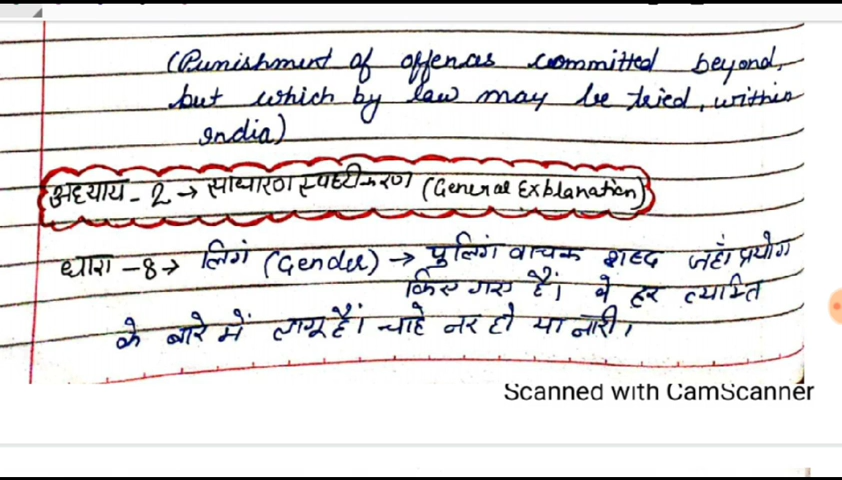 (Punishment of offences committed beyond,
but which by law may be tried, within
India)
अध्याय - 2 → साधारण स्पष्टीकरण (General Explanation)
धारा - 8 → लिगं (Gender) → पुलिगं वाचक शब्द जहाँ प्रयोग
किए गए हैं। वे हर व्यक्ति
के बारे में लागू हैं। चाहे नर हो या नारी।
Scanned with CamScanner